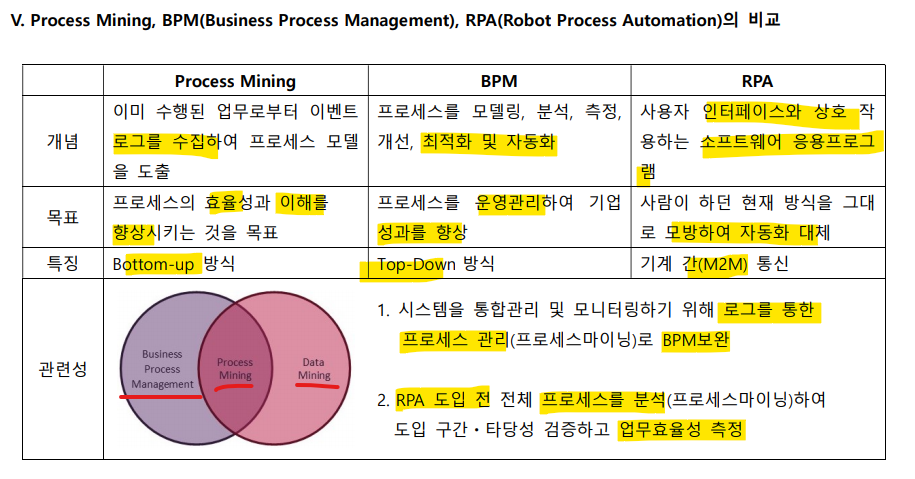 V. Process Mining, BPM(Business Process Management), RPA(Robot Process Automation)의 비교
Process Mining
BPM
RPA
개념
이미 수행된 업무로부터 이벤트
로그를 수집하여 프로세스 모델
을 도출
프로세스를 모델링, 분석, 측정,
개선, 최적화 및 자동화
사용자 인터페이스와 상호 작
용하는 소프트웨어 응용프로그
램
목표
프로세스의 효율성과 이해를
향상시키는 것을 목표
프로세스를 운영관리하여 기업
성과를 향상
사람이 하던 현재 방식을 그대
로 모방하여 자동화 대체
특징
Bottom-up 방식
Top-Down 방식
기계 간(M2M) 통신
관련성
Business
Process
Management
Process
Mining
Data
Mining
1. 시스템을 통합관리 및 모니터링하기 위해 로그를 통한
프로세스 관리(프로세스마이닝)로 BPM보완
2. RPA 도입 전 전체 프로세스를 분석(프로세스마이닝)하여
도입 구간・타당성 검증하고 업무효율성 측정